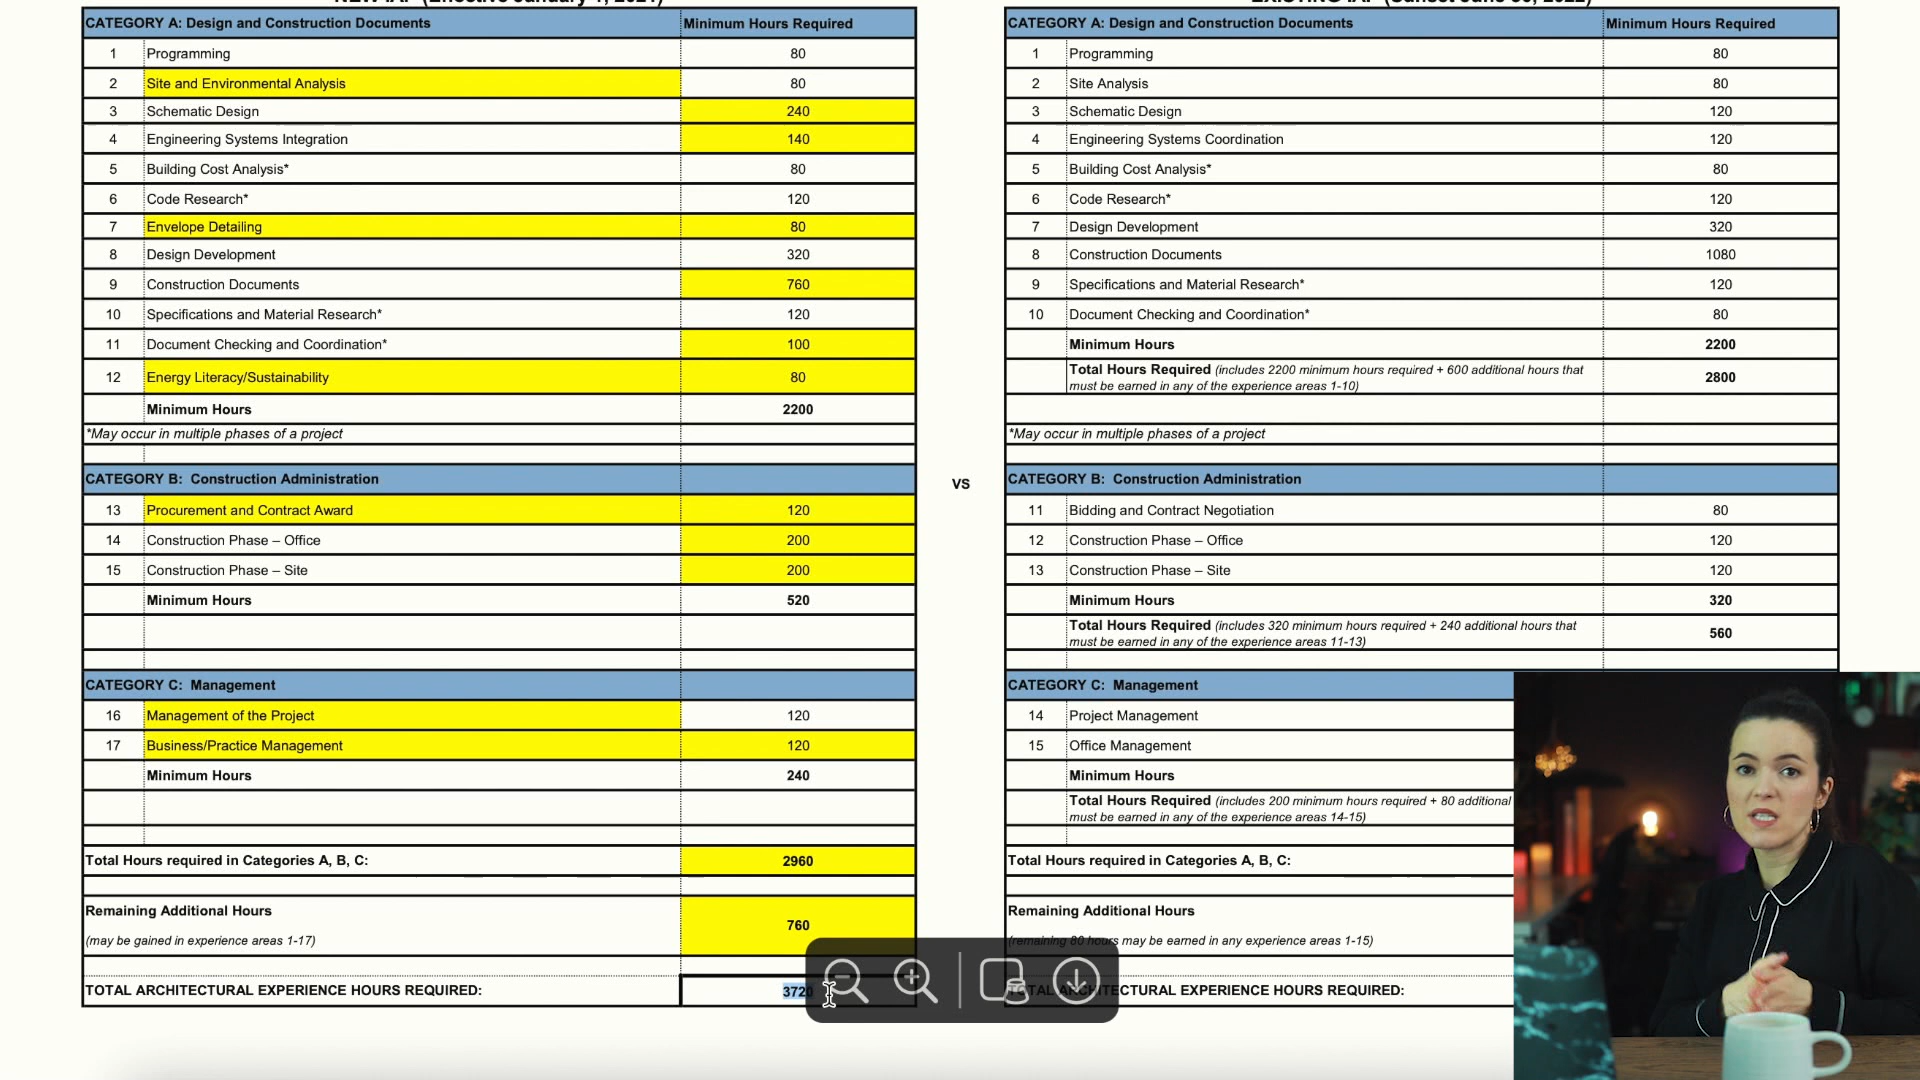 CATEGORY A: Design and Construction Documents Minimum Hours Required
1 Programming 80
2 Site and Environmental Analysis 80
3 Schematic Design 240
4 Engineering Systems Integration 140
5 Building Cost Analysis* 80
6 Code Research* 120
7 Envelope Detailing 80
8 Design Development 320
9 Construction Documents 760
10 Specifications and Material Research* 120
11 Document Checking and Coordination* 100
12 Energy Literacy/Sustainability 80
Minimum Hours 2200
*May occur in multiple phases of a project
CATEGORY B: Construction Administration
13 Procurement and Contract Award 120
14 Construction Phase – Office 200
15 Construction Phase – Site 200
Minimum Hours 520
CATEGORY C: Management
16 Management of the Project 120
17 Business/Practice Management 120
Minimum Hours 240
Total Hours required in Categories A, B, C: 2960
Remaining Additional Hours
(may be gained in experience areas 1-17) 760
TOTAL ARCHITECTURAL EXPERIENCE HOURS REQUIRED: 3720
vs
CATEGORY A: Design and Construction Documents Minimum Hours Required
1 Programming 80
2 Site Analysis 80
3 Schematic Design 120
4 Engineering Systems Coordination 120
5 Building Cost Analysis* 80
6 Code Research* 120
7 Design Development 320
8 Construction Documents 1080
9 Specifications and Material Research* 120
10 Document Checking and Coordination* 80
Minimum Hours 2200
Total Hours Required (includes 2200 minimum hours required + 600 additional hours that
must be earned in any of the experience areas 1-10) 2800
*May occur in multiple phases of a project
CATEGORY B: Construction Administration
11 Bidding and Contract Negotiation 80
12 Construction Phase – Office 120
13 Construction Phase – Site 120
Minimum Hours 320
Total Hours Required (includes 320 minimum hours required + 240 additional hours that
must be earned in any of the experience areas 11-13) 560
CATEGORY C: Management
14 Project Management
15 Office Management
Minimum Hours
Total Hours Required (includes 200 minimum hours required + 80 additional
must be earned in any of the experience areas 14-15)
Total Hours required in Categories A, B, C:
Remaining Additional Hours
(remaining 80 hours may be earned in any experience areas 1-15)
TOTAL ARCHITECTURAL EXPERIENCE HOURS REQUIRED: